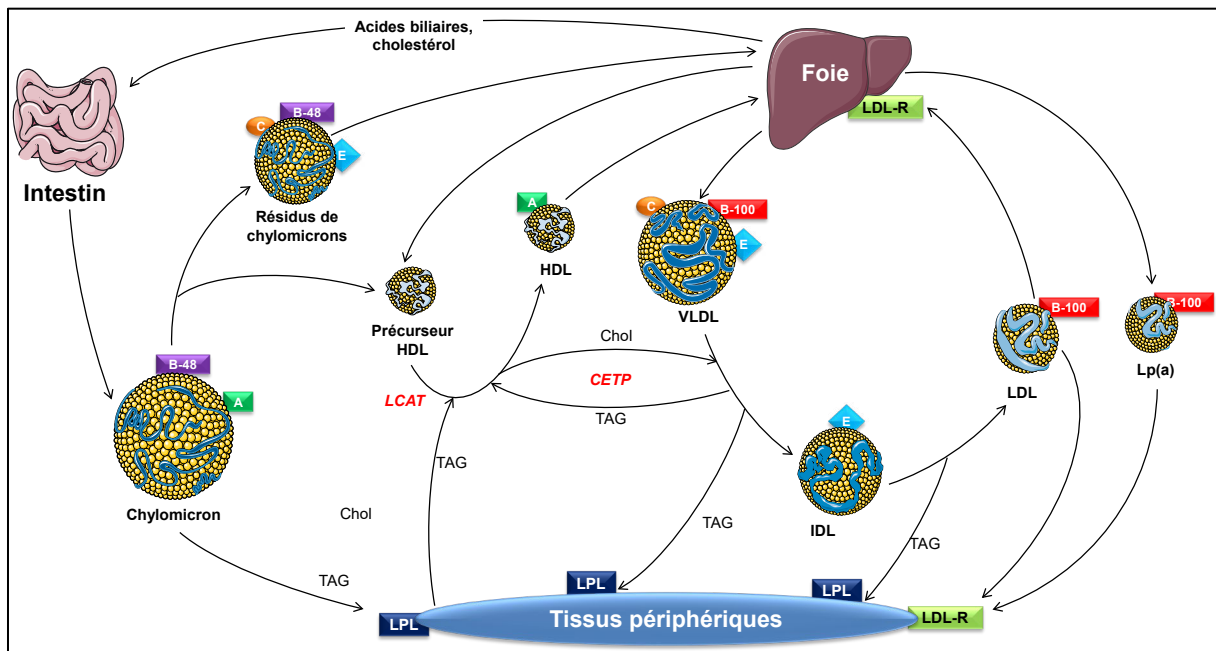 Acides biliaires,
cholestérol
Foie
LDL-R
B-48
C
E
Intestin
Résidus de
chylomicrons
A
HDL
C
B-100
E
VLDL
Précurseur
HDL
B-100
LDL
B-100
Lp(a)
Chol
CETP
TAG
LCAT
B-48
A
Chylomicron
TAG
Chol
E
IDL
TAG
TAG
TAG
LPL
LPL
LPL
Tissus périphériques
LDL-R